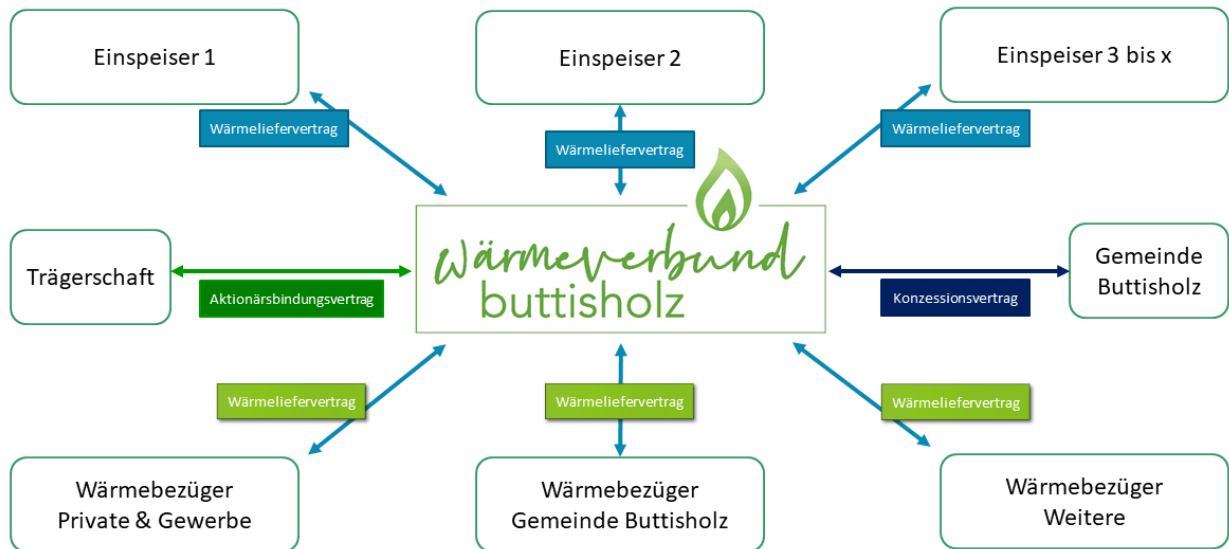 Einspeiser 1
Einspeiser 2
Einspeiser 3 bis x
Wärmeliefervertrag
Wärmeliefervertrag
Wärmeliefervertrag
Trägerschaft
Aktionärsbindungsvertrag
wärmeverbund
buttisholz
Konzessionsvertrag
Gemeinde
Buttisholz
Wärmeliefervertrag
Wärmeliefervertrag
Wärmeliefervertrag
Wärmebezüger
Private & Gewerbe
Wärmebezüger
Gemeinde Buttisholz
Wärmebezüger
Weitere